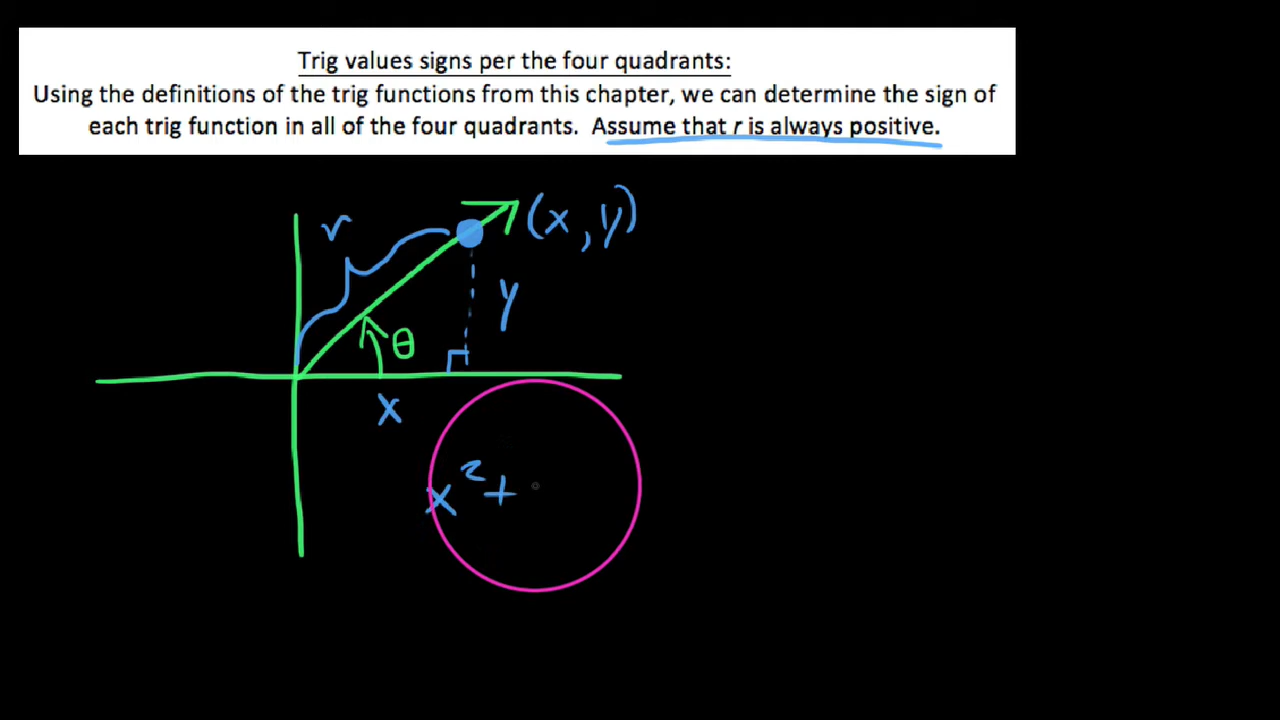 Trig values signs per the four quadrants:
Using the definitions of the trig functions from this chapter, we can determine the sign of
each trig function in all of the four quadrants. Assume that r is always positive.
r
(x, y)
y
θ
x
x² +